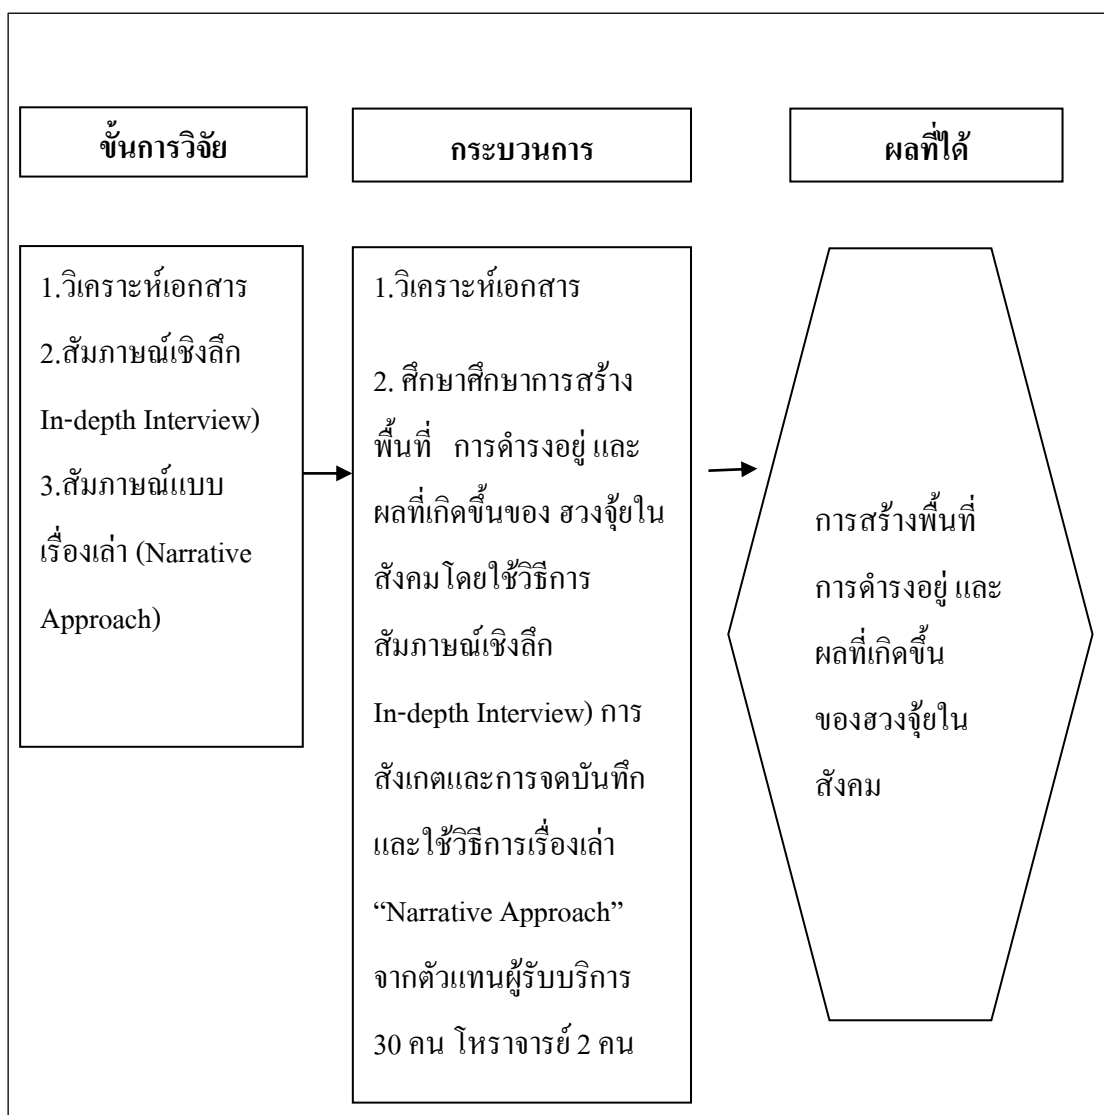 ขั้นการวิจัย
กระบวนการ
ผลที่ได้
1.วิเคราะห์เอกสาร
2.สัมภาษณ์เชิงลึก
In-depth Interview)
3.สัมภาษณ์แบบ
เรื่องเล่า (Narrative
Approach)
1.วิเคราะห์เอกสาร
2. ศึกษาศึกษาการสร้าง
พื้นที่ การดำรงอยู่ และ
ผลที่เกิดขึ้นของ ฮวงจุ้ยใน
สังคมโดยใช้วิธีการ
สัมภาษณ์เชิงลึก
In-depth Interview) การ
สังเกตและการจดบันทึก
และใช้วิธีการเรื่องเล่า
“Narrative Approach”
จากตัวแทนผู้รับบริการ
30 คน โหราจารย์ 2 คน
การสร้างพื้นที่
การดำรงอยู่ และ
ผลที่เกิดขึ้น
ของฮวงจุ้ยใน
สังคม